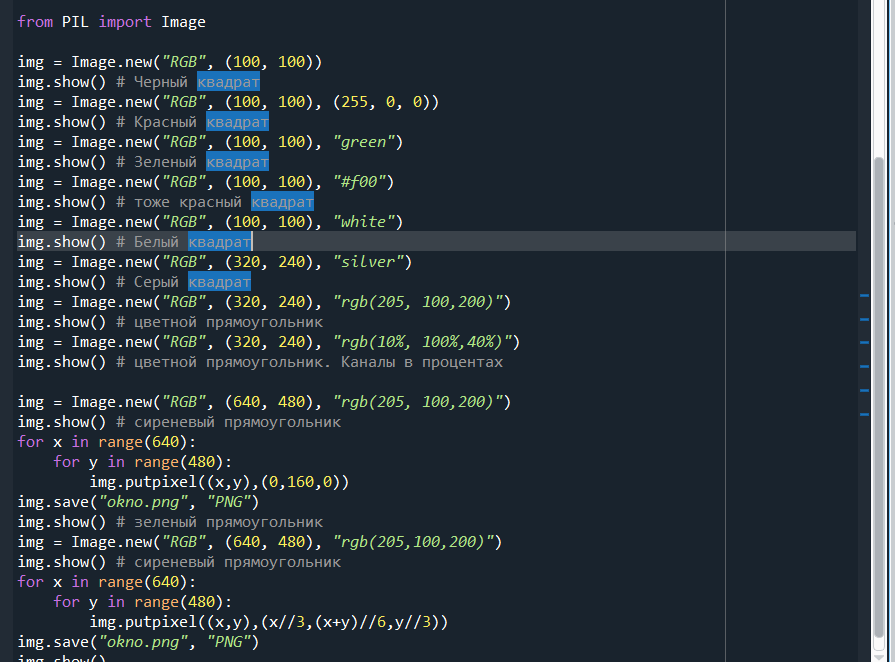 from PIL import Image
img = Image.new("RGB", (100, 100))
img.show() # Черный квадрат
img = Image.new("RGB", (100, 100), (255, 0, 0))
img.show() # Красный квадрат
img = Image.new("RGB", (100, 100), "green")
img.show() # Зеленый квадрат
img = Image.new("RGB", (100, 100), "#f00")
img.show() # тоже красный квадрат
img = Image.new("RGB", (100, 100), "white")
img.show() # Белый квадрат
img = Image.new("RGB", (320, 240), "silver")
img.show() # Серый квадрат
img = Image.new("RGB", (320, 240), "rgb(205, 100,200)")
img.show() # цветной прямоугольник
img = Image.new("RGB", (320, 240), "rgb(10%, 100%,40%)")
img.show() # цветной прямоугольник. Каналы в процентах
img = Image.new("RGB", (640, 480), "rgb(205, 100,200)")
img.show() # сиреневый прямоугольник
for x in range(640):
    for y in range(480):
        img.putpixel((x,y),(0,160,0))
img.save("okno.png", "PNG")
img.show() # зеленый прямоугольник
img = Image.new("RGB", (640, 480), "rgb(205,100,200)")
img.show() # сиреневый прямоугольник
for x in range(640):
    for y in range(480):
        img.putpixel((x,y),(x//3,(x+y)//6,y//3))
img.save("okno.png", "PNG")
img.show()